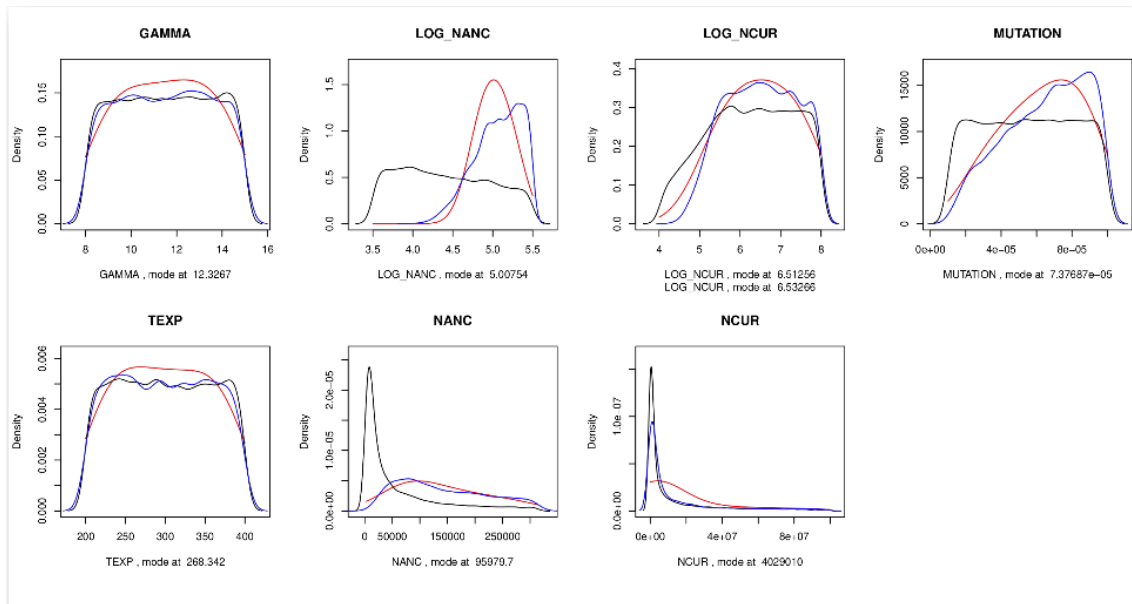 GAMMA
Density
0.00
0.05
0.10
0.15
8
10
12
14
16
GAMMA , mode at 12.3267
LOG_NANC
Density
0.0
0.5
1.0
1.5
3.5
4.0
4.5
5.0
5.5
LOG_NANC , mode at 5.00754
LOG_NCUR
Density
0.0
0.1
0.2
0.3
0.4
4
5
6
7
8
LOG_NCUR , mode at 6.51256
LOG_NCUR , mode at 6.53266
MUTATION
Density
0
5000
10000
15000
0e+00
4e-05
8e-05
MUTATION , mode at 7.37687e-05
TEXP
Density
0.000
0.002
0.004
0.006
200
250
300
350
400
TEXP , mode at 268.342
NANC
Density
0.0e+00
1.0e-05
2.0e-05
0
50000
150000
250000
NANC , mode at 95979.7
NCUR
Density
0.0e+00
1.0e 07
0e+00
4e+07
8e+07
NCUR , mode at 4029010